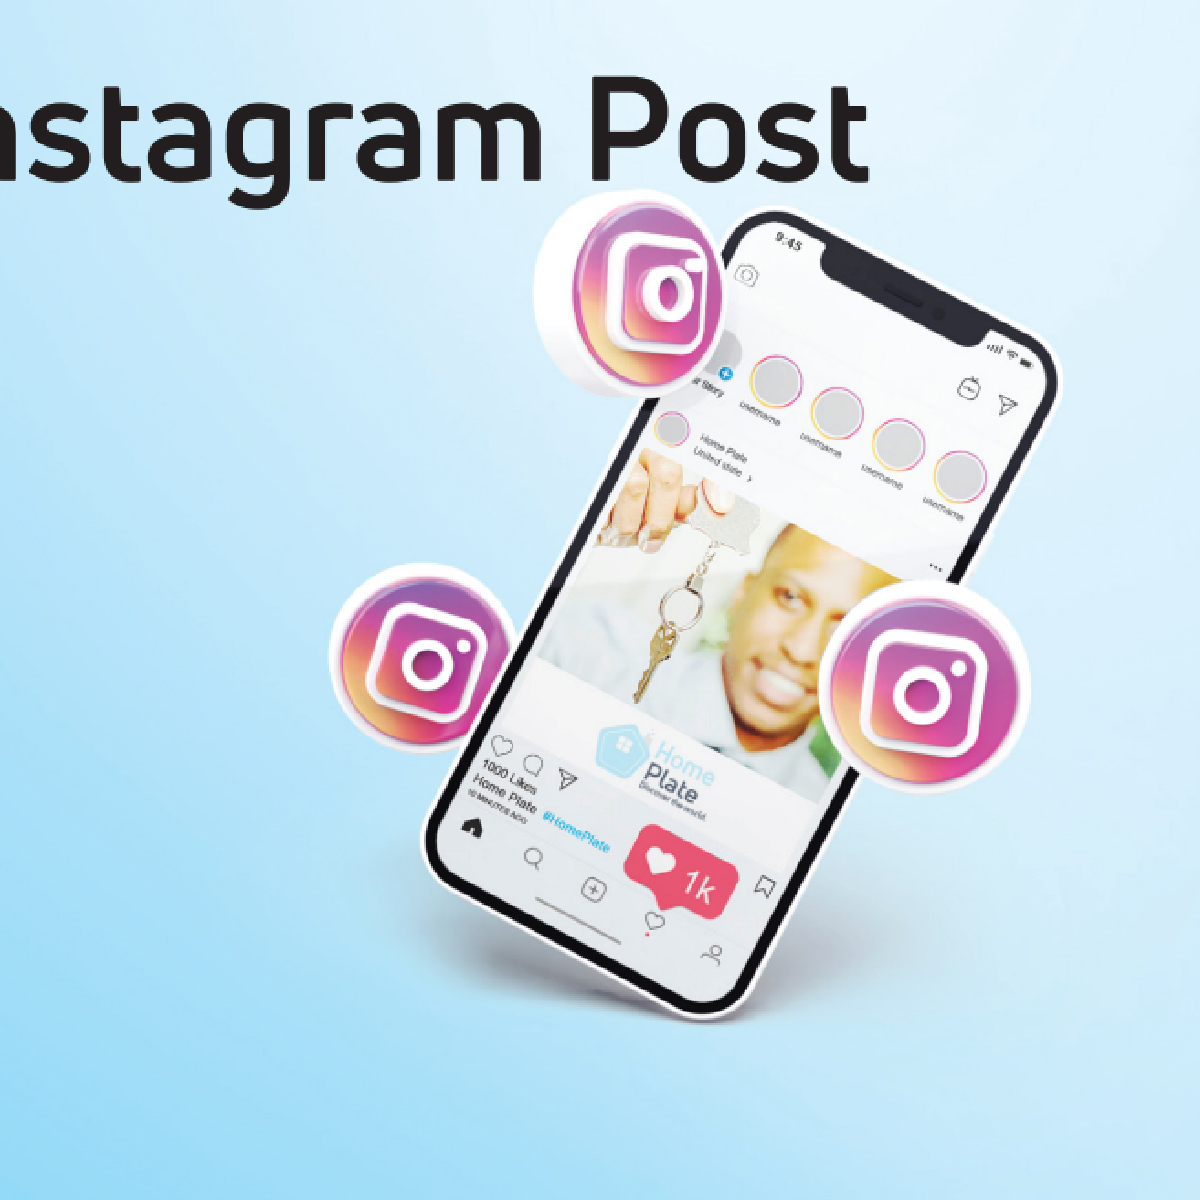 nstagram Post
9:45
r Story
username
username
username
username
Home Plate
United state >
Home
Plate
Discover the world
1000 Likes
Home Plate #HomePlate
10 MINUTES AGO
1k